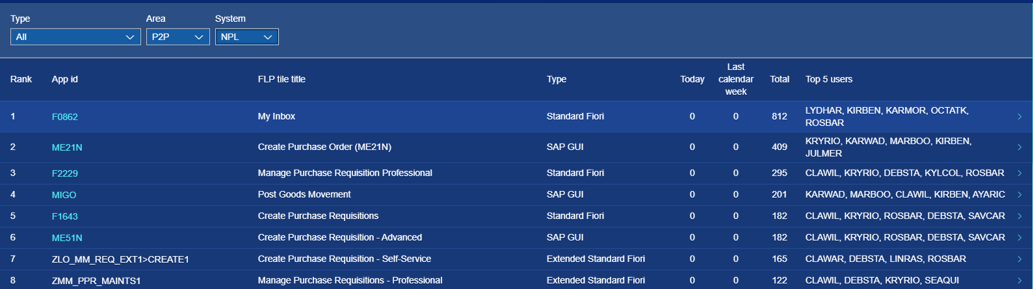 Type Area System
All P2P NPL
Rank App id FLP tile title Type Today Last calendar week Total Top 5 users
1 F0862 My Inbox Standard Fiori 0 0 812 LYDHAR, KIRBEN, KARMOR, OCTATK,
ROSBAR
2 ME21N Create Purchase Order (ME21N) SAP GUI 0 0 409 KRYRIO, KARWAD, MARBOO, KIRBEN,
JULMER
3 F2229 Manage Purchase Requisition Professional Standard Fiori 0 0 295 CLAWIL, KRYRIO, DEBSTA, KYLCOL, ROSBAR
4 MIGO Post Goods Movement SAP GUI 0 0 201 KARWAD, MARBOO, CLAWIL, KIRBEN, AYARIC
5 F1643 Create Purchase Requisitions Standard Fiori 0 0 182 CLAWIL, KRYRIO, ROSBAR, DEBSTA, SAVCAR
6 ME51N Create Purchase Requisition - Advanced SAP GUI 0 0 182 CLAWIL, KRYRIO, ROSBAR, DEBSTA, SAVCAR
7 ZLO_MM_REQ_EXT1>CREATE1 Create Purchase Requisition - Self-Service Extended Standard Fiori 0 0 165 CLAWAR, DEBSTA, LINRAS, ROSBAR
8 ZMM_PPR_MAINTS1 Manage Purchase Requisitions - Professional Extended Standard Fiori 0 0 122 CLAWIL, DEBSTA, KRYRIO, SEAQUI